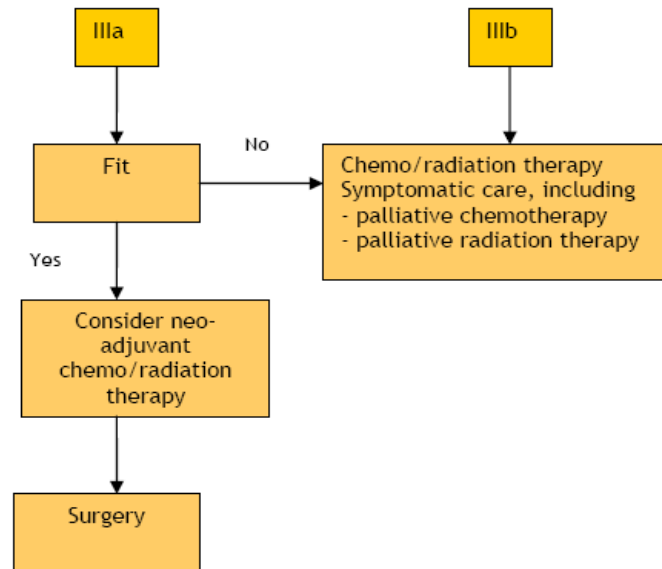 IIIa
IIIb
Fit
No
Chemo/radiation therapy
Symptomatic care, including
- palliative chemotherapy
- palliative radiation therapy
Yes
Consider neo-
adjuvant
chemo/radiation
therapy
Surgery